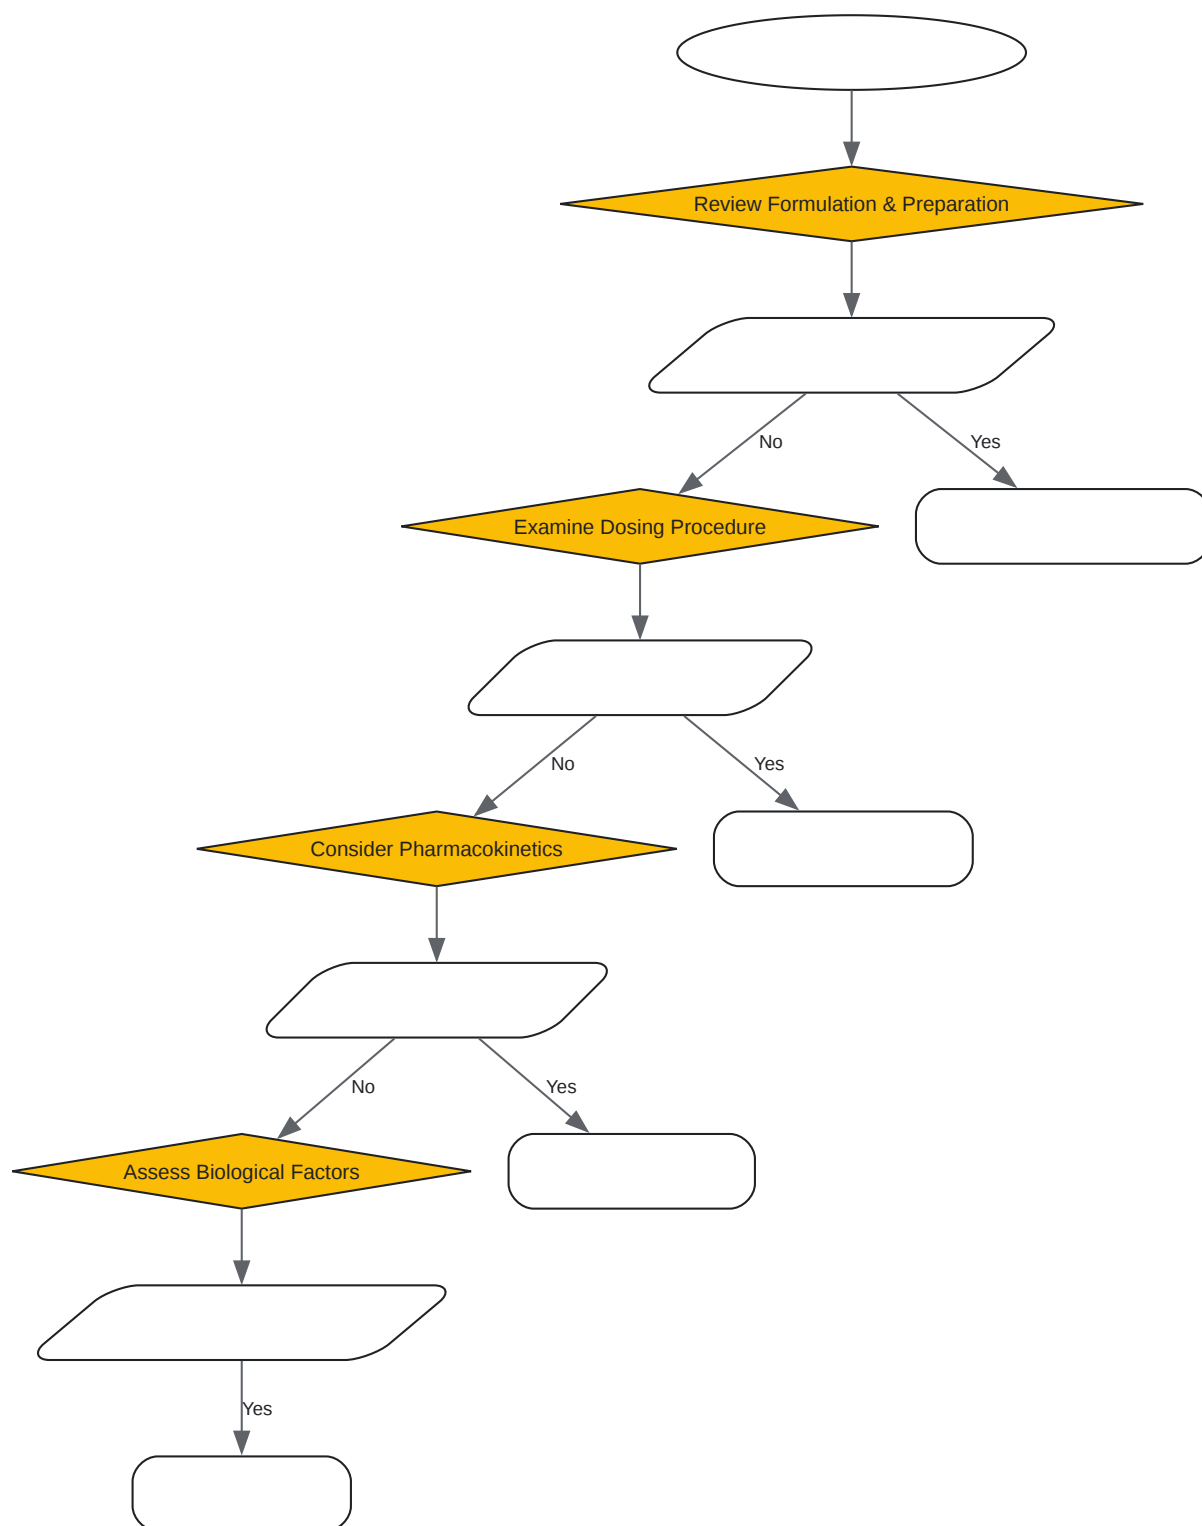 Review Formulation & Preparation
No
Yes
Examine Dosing Procedure
No
Yes
Consider Pharmacokinetics
No
Yes
Assess Biological Factors
Yes